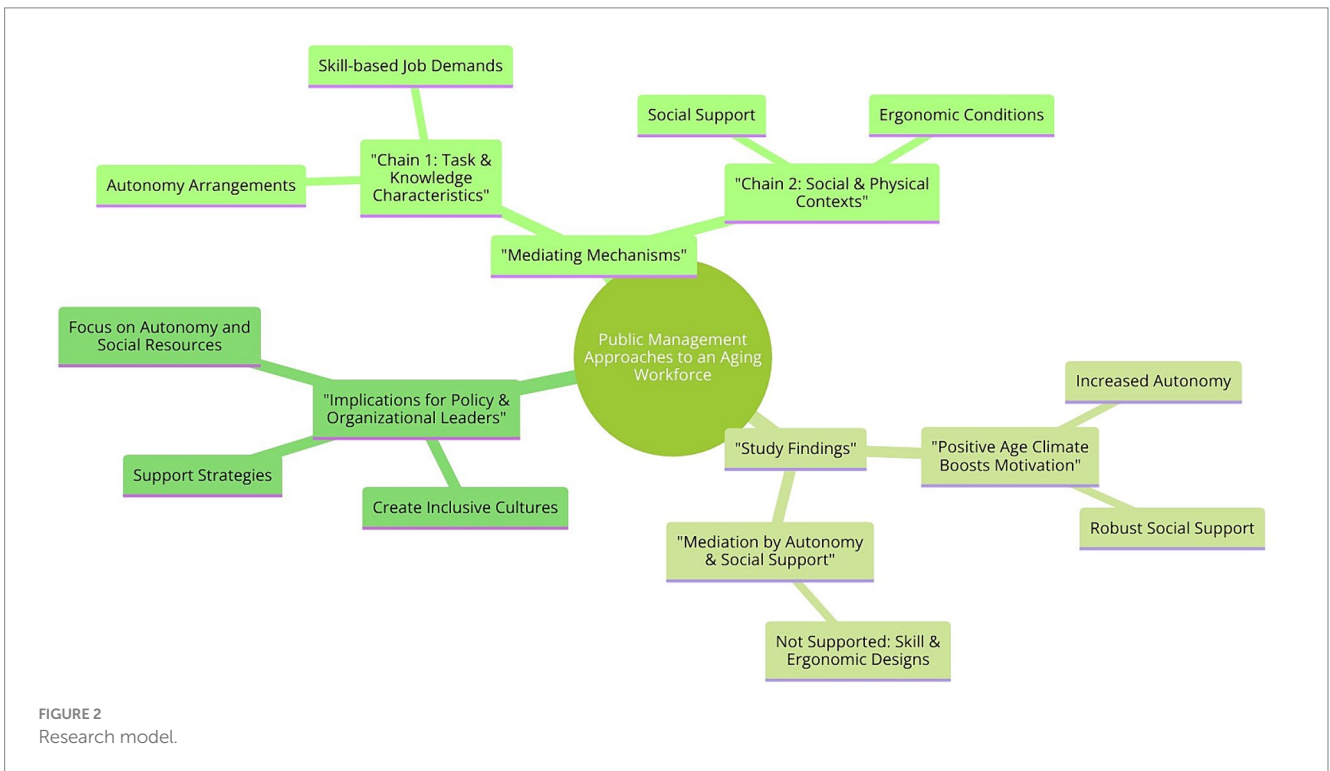 Skill-based Job Demands
Autonomy Arrangements
"Chain 1: Task &
Knowledge
Characteristics"
Social Support
Ergonomic Conditions
"Chain 2: Social & Physical
Contexts"
"Mediating Mechanisms"
Public Management
Approaches to an Aging
Workforce
Focus on Autonomy and
Social Resources
"Implications for Policy &
Organizational Leaders"
Support Strategies
Create Inclusive Cultures
"Study Findings"
Increased Autonomy
"Positive Age Climate
Boosts Motivation"
Robust Social Support
"Mediation by Autonomy
& Social Support"
Not Supported: Skill &
Ergonomic Designs
FIGURE 2
Research model.